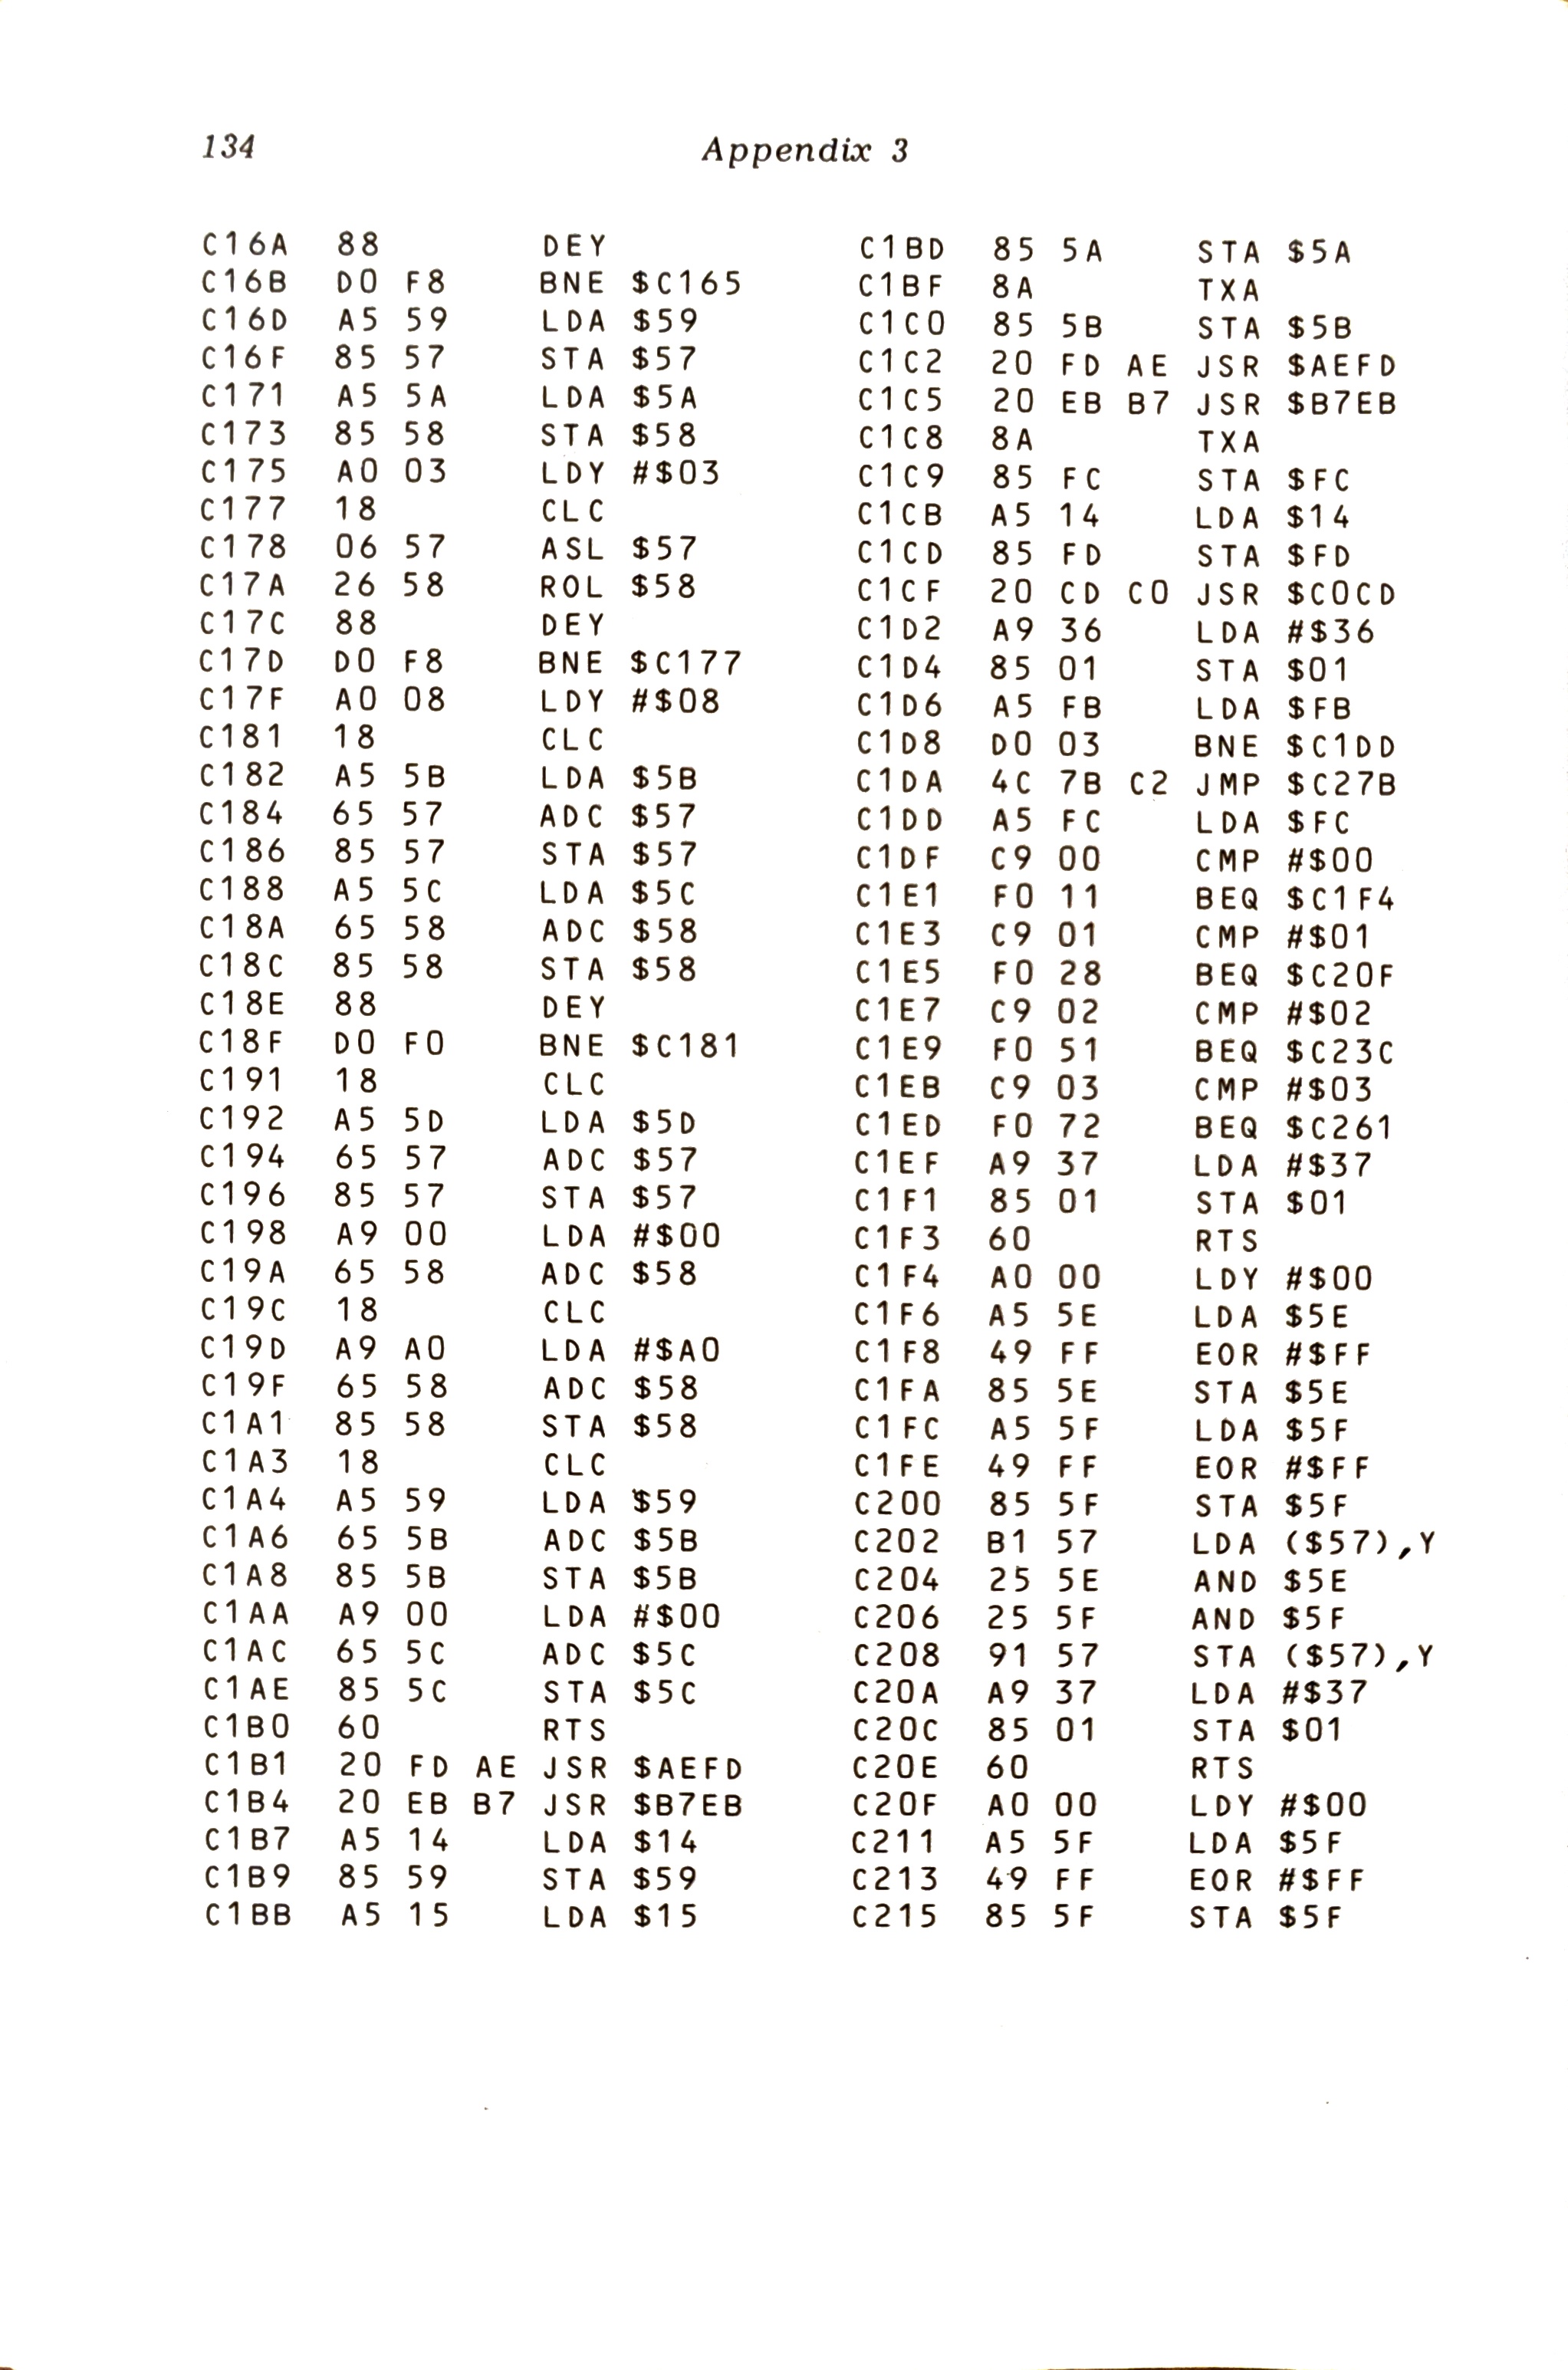 134
Appendix 3
C16A 88 DEY
C16B D0 F8 BNE $C165
C16D A5 59 LDA $59
C16F 85 57 STA $57
C171 A5 5A LDA $5A
C173 85 58 STA $58
C175 A0 03 LDY #$03
C177 18 CLC
C178 06 57 ASL $57
C17A 26 58 ROL $58
C17C 88 DEY
C17D D0 F8 BNE $C177
C17F A0 08 LDY #$08
C181 18 CLC
C182 A5 5B LDA $5B
C184 65 57 ADC $57
C186 85 57 STA $57
C188 A5 5C LDA $5C
C18A 65 58 ADC $58
C18C 85 58 STA $58
C18E 88 DEY
C18F D0 F0 BNE $C181
C191 18 CLC
C192 A5 5D LDA $5D
C194 65 57 ADC $57
C196 85 57 STA $57
C198 A9 00 LDA #$00
C19A 65 58 ADC $58
C19C 18 CLC
C19D A9 A0 LDA #$A0
C19F 65 58 ADC $58
C1A1 85 58 STA $58
C1A3 18 CLC
C1A4 A5 59 LDA $59
C1A6 65 5B ADC $5B
C1A8 85 5B STA $5B
C1AA A9 00 LDA #$00
C1AC 65 5C ADC $5C
C1AE 85 5C STA $5C
C1B0 60 RTS
C1B1 20 FD AE JSR $AEFD
C1B4 20 EB B7 JSR $B7EB
C1B7 A5 14 LDA $14
C1B9 85 59 STA $59
C1BB A5 15 LDA $15
C1BD 85 5A STA $5A
C1BF 8A TXA
C1C0 85 5B STA $5B
C1C2 20 FD AE JSR $AEFD
C1C5 20 EB B7 JSR $B7EB
C1C8 8A TXA
C1C9 85 FC STA $FC
C1CB A5 14 LDA $14
C1CD 85 FD STA $FD
C1CF 20 CD C0 JSR $C0CD
C1D2 A9 36 LDA #$36
C1D4 85 01 STA $01
C1D6 A5 FB LDA $FB
C1D8 D0 03 BNE $C1DD
C1DA 4C 7B C2 JMP $C27B
C1DD A5 FC LDA $FC
C1DF C9 00 CMP #$00
C1E1 F0 11 BEQ $C1F4
C1E3 C9 01 CMP #$01
C1E5 F0 28 BEQ $C20F
C1E7 C9 02 CMP #$02
C1E9 F0 51 BEQ $C23C
C1EB C9 03 CMP #$03
C1ED F0 72 BEQ $C261
C1EF A9 37 LDA #$37
C1F1 85 01 STA $01
C1F3 60 RTS
C1F4 A0 00 LDY #$00
C1F6 A5 5E LDA $5E
C1F8 49 FF EOR #$FF
C1FA 85 5E STA $5E
C1FC A5 5F LDA $5F
C1FE 49 FF EOR #$FF
C200 85 5F STA $5F
C202 B1 57 LDA ($57),Y
C204 25 5E AND $5E
C206 25 5F AND $5F
C208 91 57 STA ($57),Y
C20A A9 37 LDA #$37
C20C 85 01 STA $01
C20E 60 RTS
C20F A0 00 LDY #$00
C211 A5 5F LDA $5F
C213 49 FF EOR #$FF
C215 85 5F STA $5F